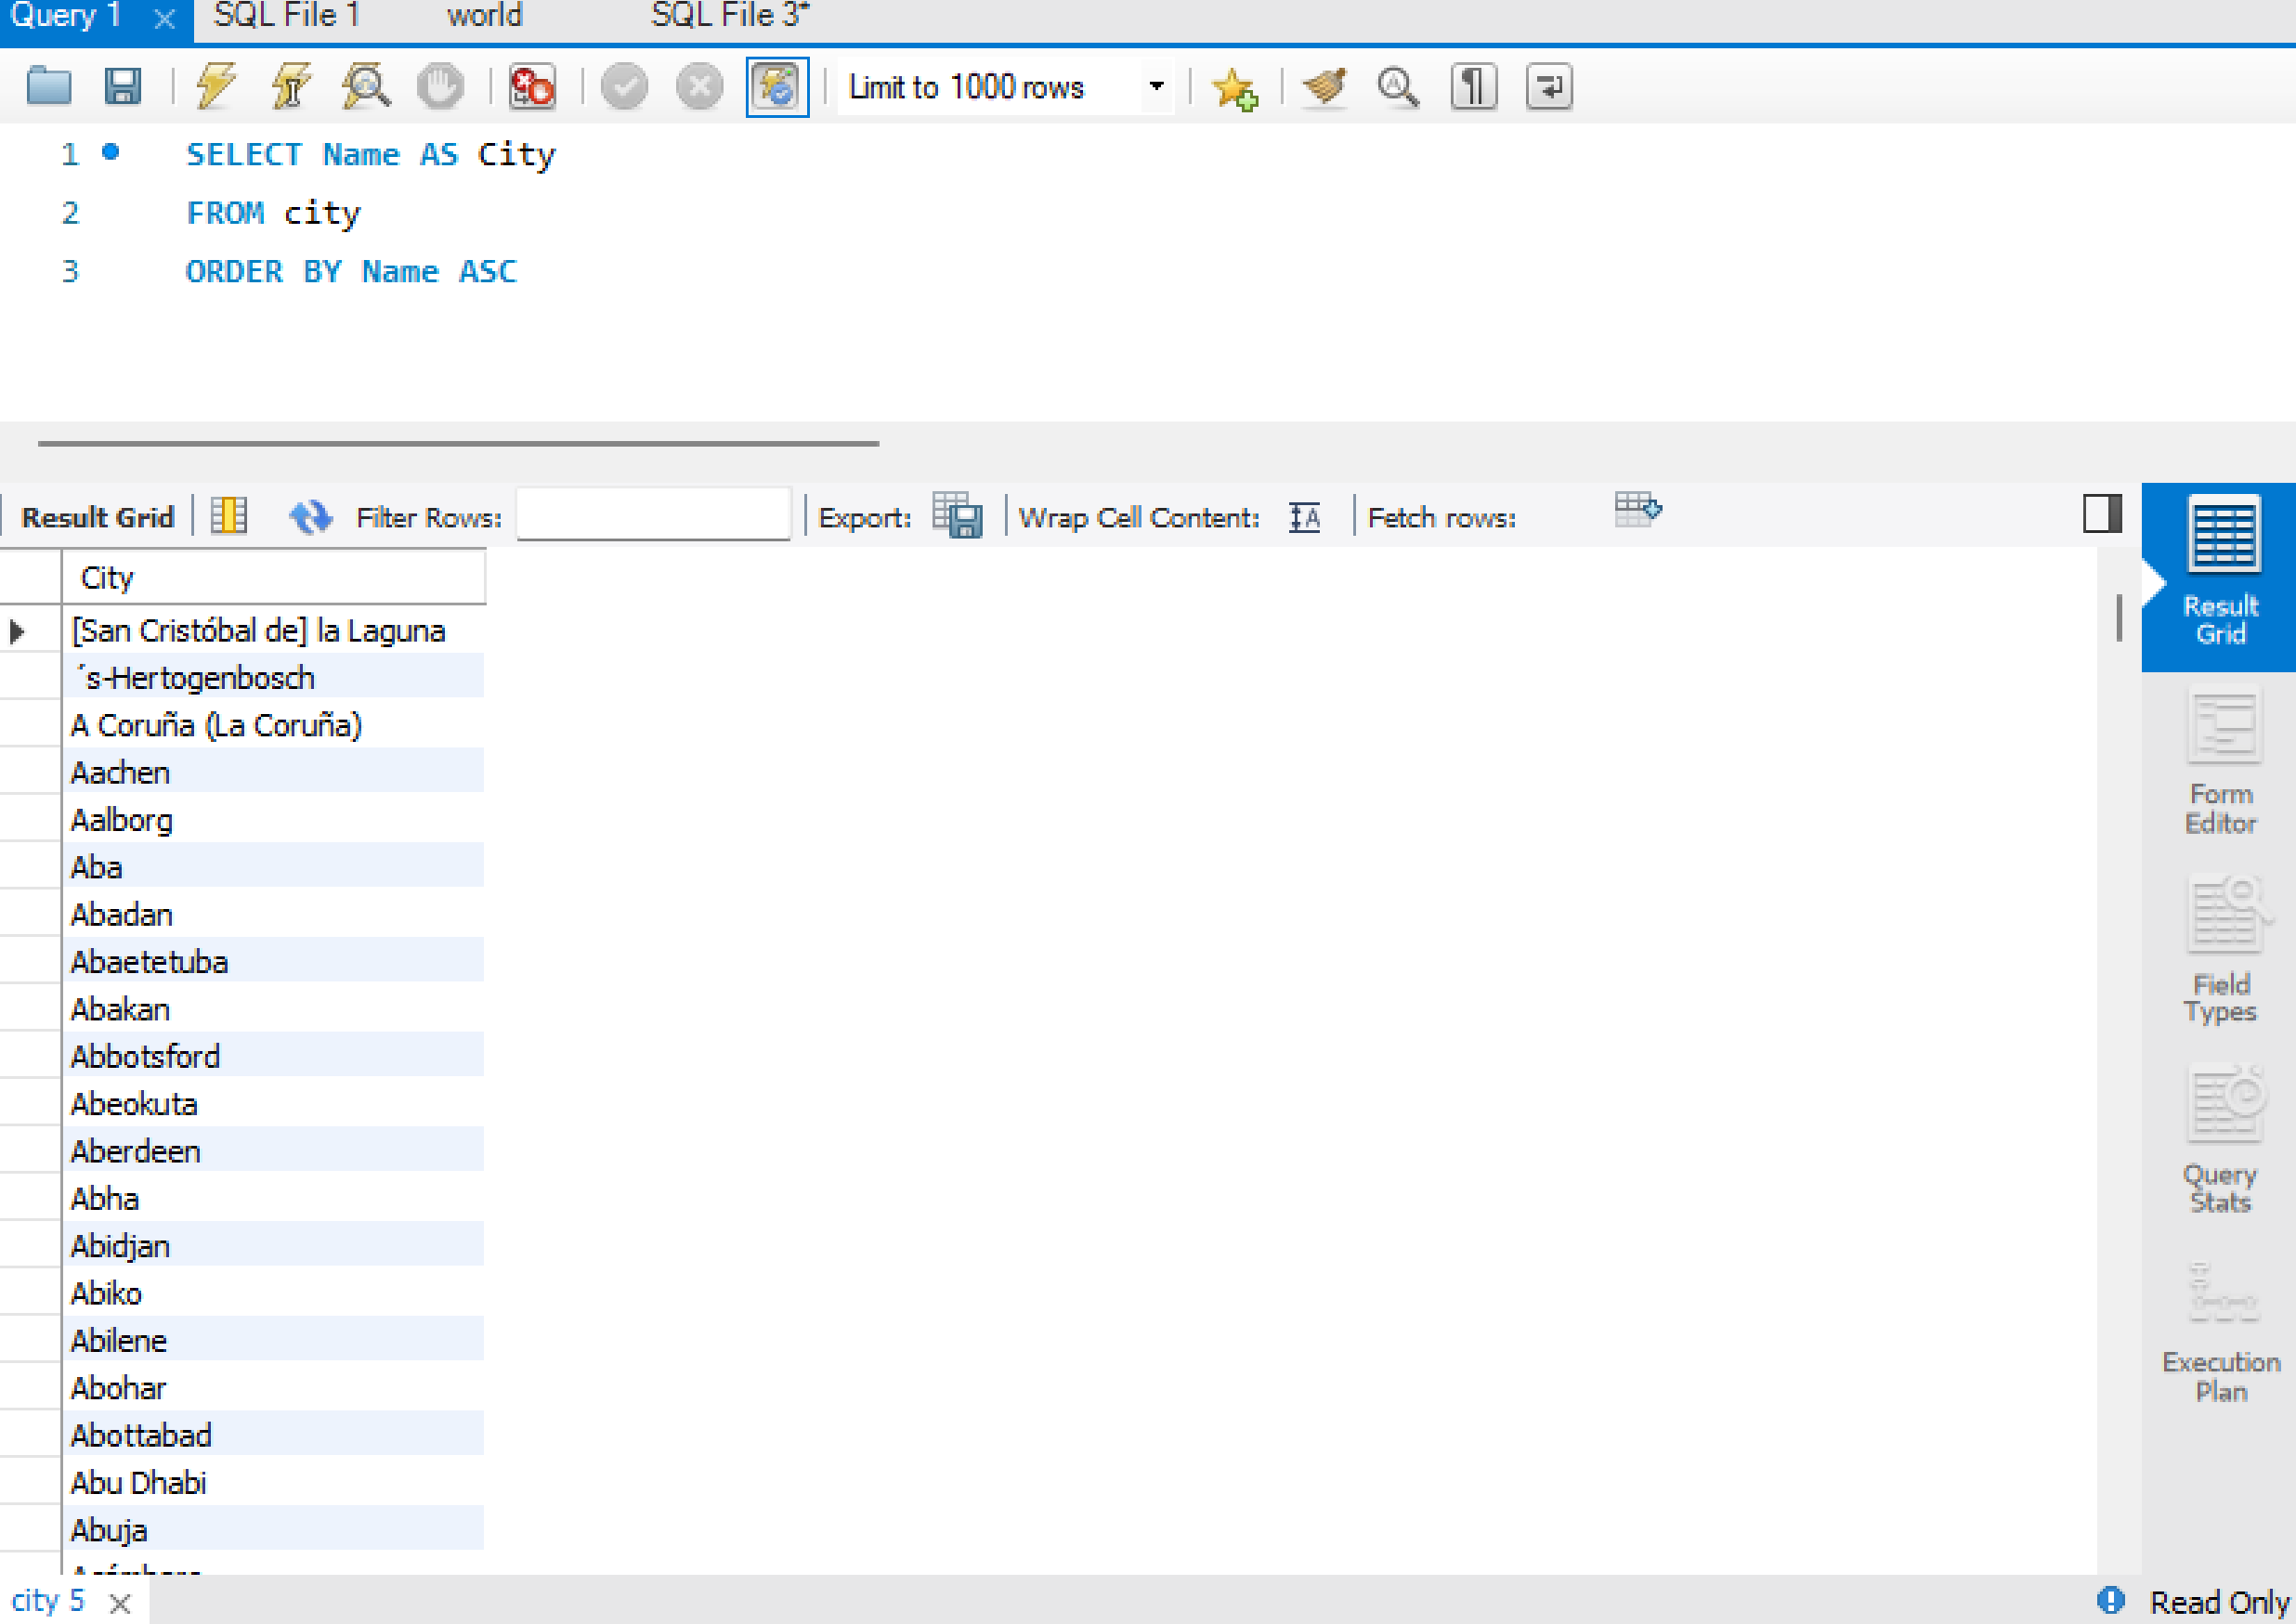 Query 1 SQL File 1 world SQL File 3*
Limit to 1000 rows
1 SELECT Name AS City
2 FROM city
3 ORDER BY Name ASC
Result Grid Filter Rows: Export: Wrap Cell Content: Fetch rows:
City
[San Cristóbal de] la Laguna
´s-Hertogenbosch
A Coruña (La Coruña)
Aachen
Aalborg
Aba
Abadan
Abaetetuba
Abakan
Abbotsford
Abeokuta
Aberdeen
Abha
Abidjan
Abiko
Abilene
Abohar
Abottabad
Abu Dhabi
Abuja
Result
Grid
Form
Editor
Field
Types
Query
Stats
Execution
Plan
city 5
Read Only